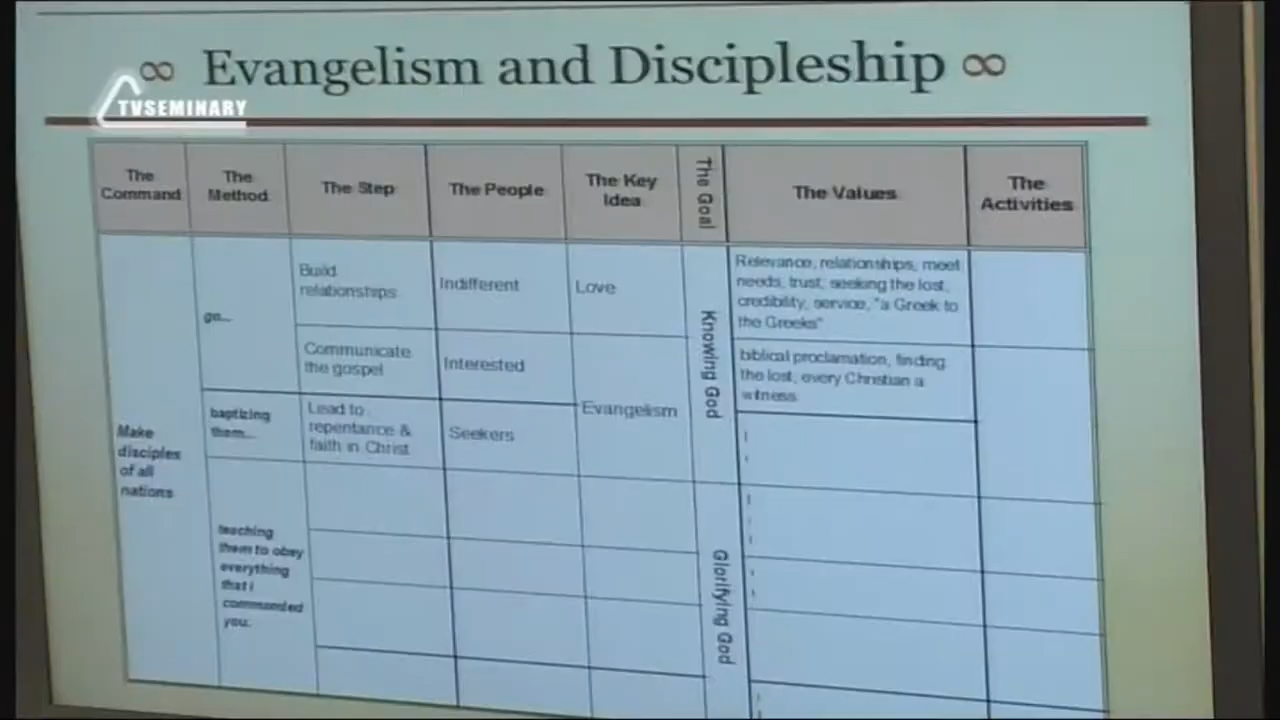 ∞ Evangelism and Discipleship ∞
TVSEMINARY
The
Command
The
Method
The Step
The People
The Key
Idea
The Goal
The Values
The
Activities
Make
disciples
of all
nations
go...
Build
relationships
Indifferent
Love
Knowing God
Relevance, relationships, meet
needs, trust, seeking the lost,
credibility, service, "a Greek to
the Greeks"
Communicate
the gospel
Interested
Evangelism
biblical proclamation, finding
the lost, every Christian a
witness
baptizing
them...
Lead to
repentance &
faith in Christ
Seekers
teaching
them to obey
everything
that I
commanded
you.
Glorifying God